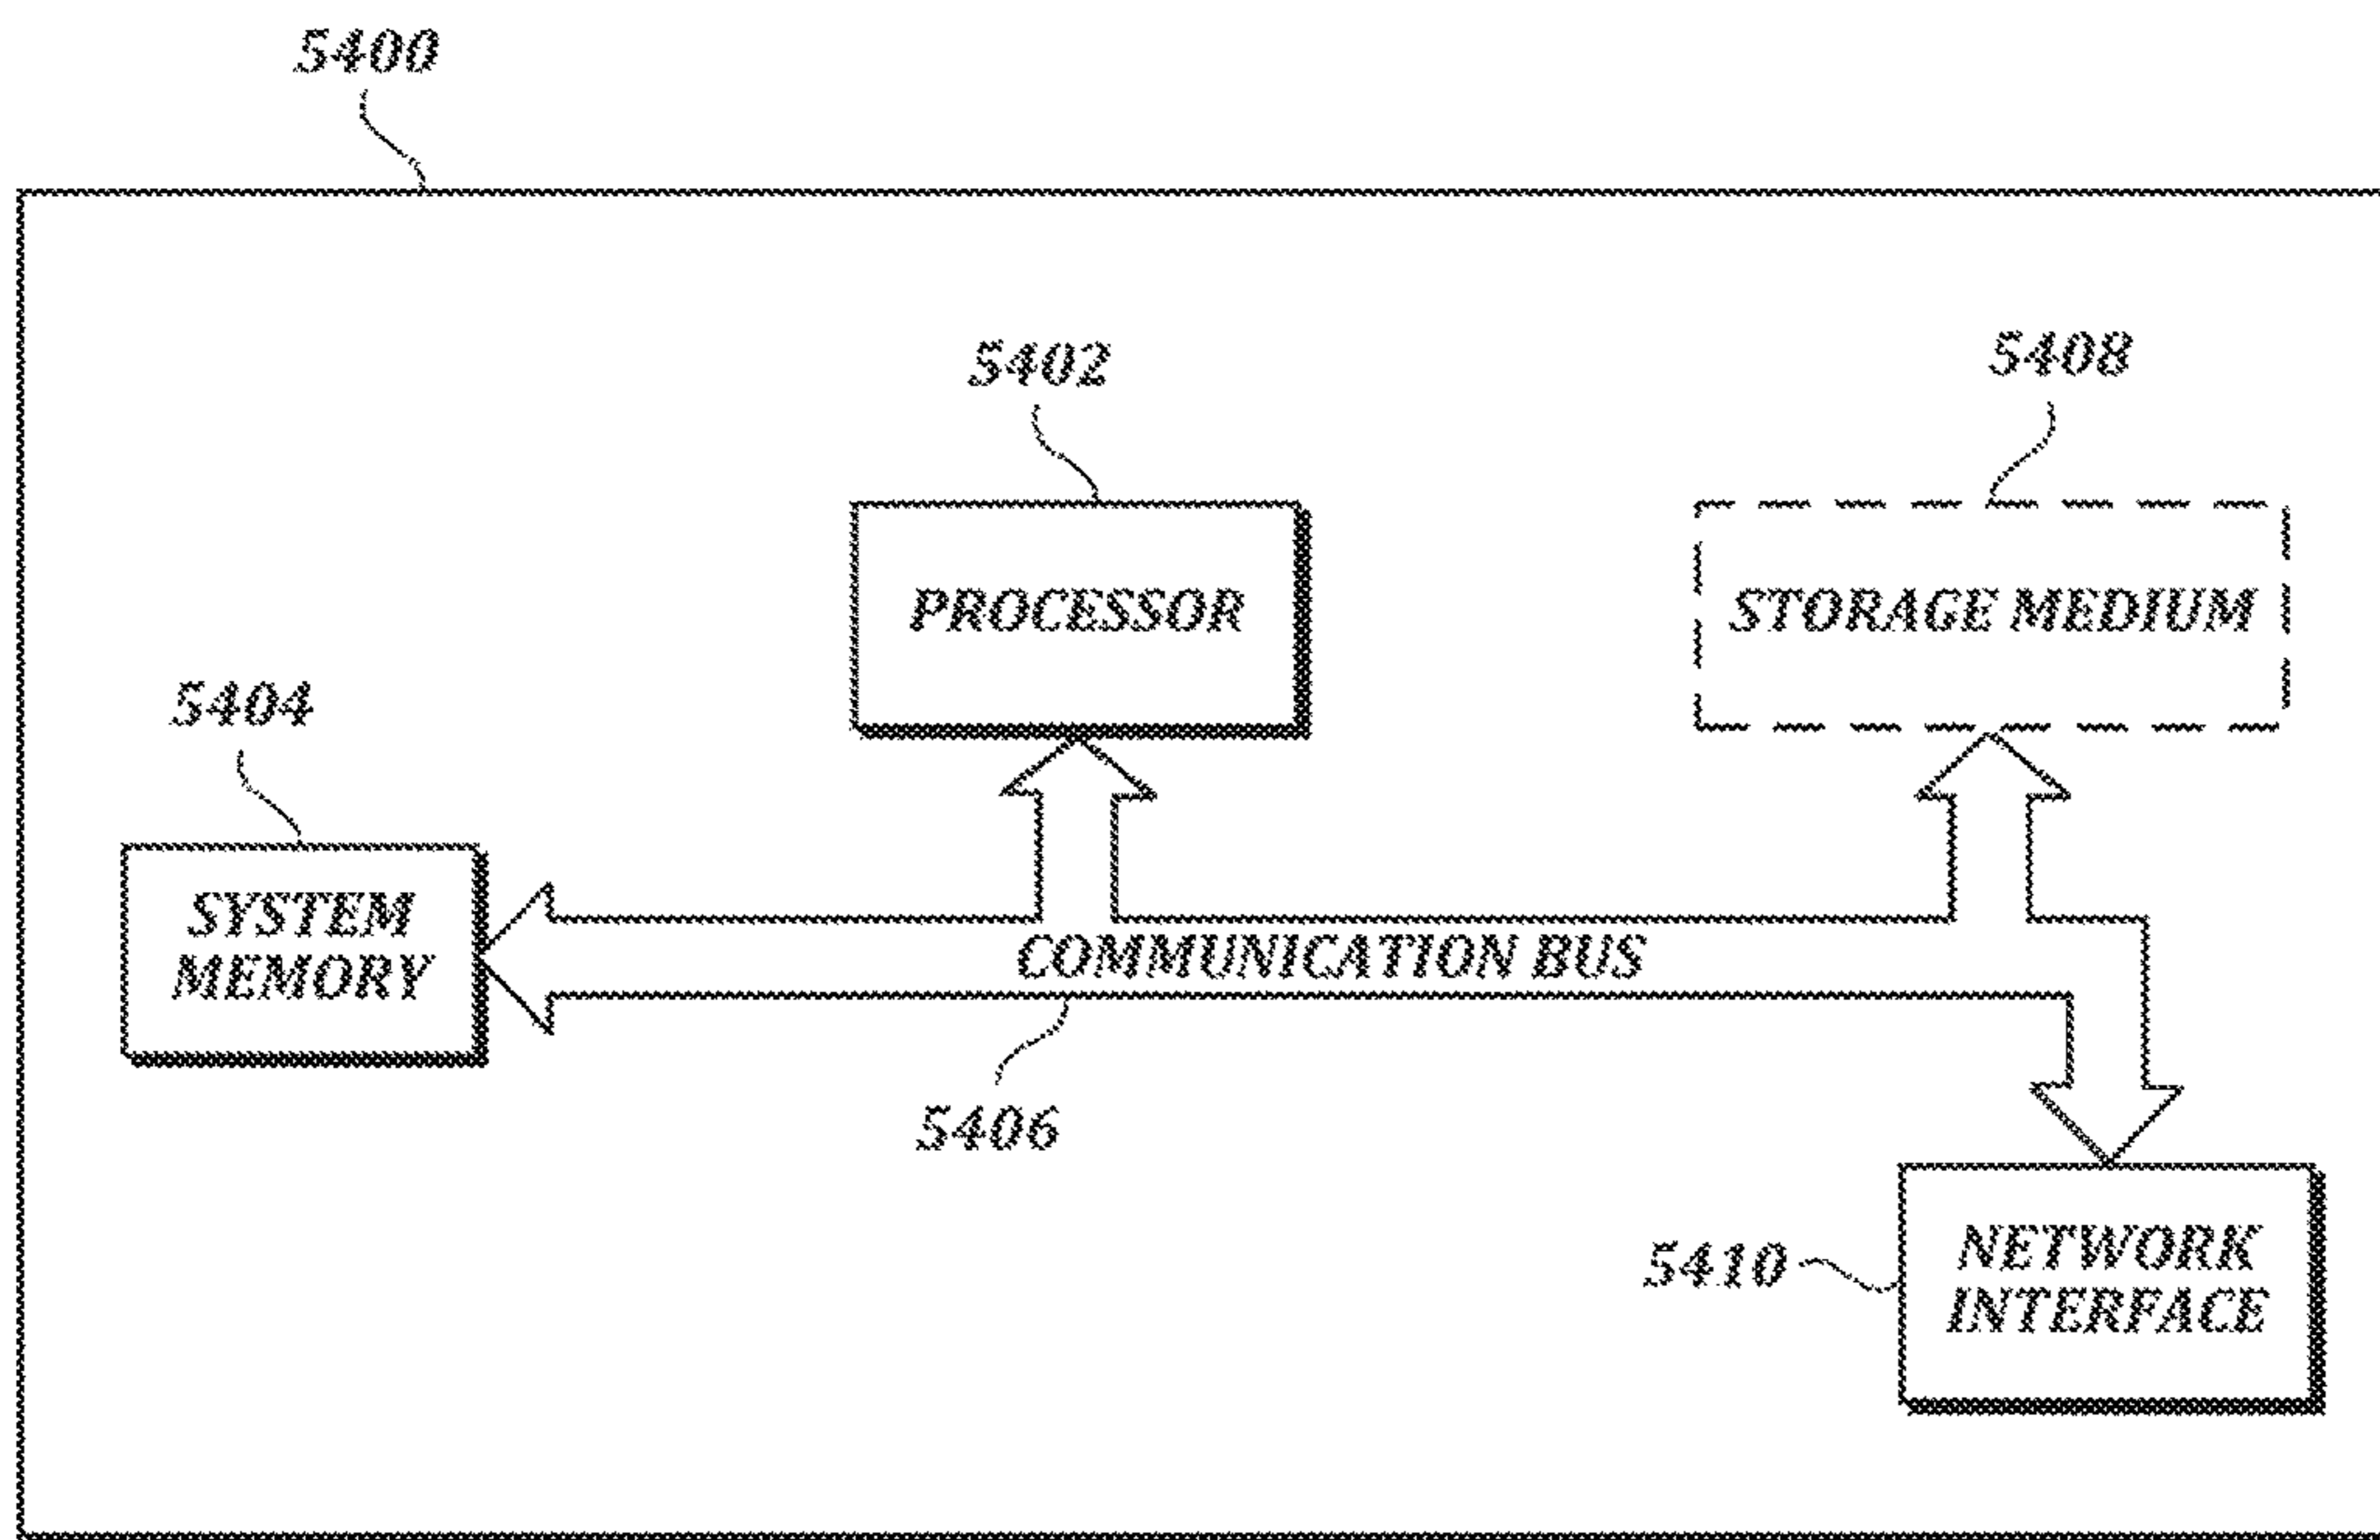 5400
5402
5408
PROCESSOR
STORAGE MEDIUM
5404
SYSTEM
MEMORY
COMMUNICATION BUS
5406
5410
NETWORK
INTERFACE